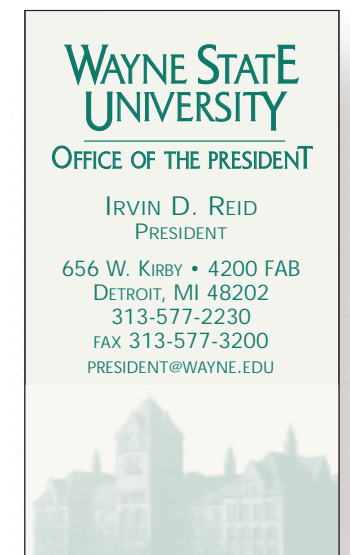 WAYNE STATE
UNIVERSITY
OFFICE OF THE PRESIDENT
IRVIN D. REID
PRESIDENT
656 W. KIRBY • 4200 FAB
DETROIT, MI 48202
313-577-2230
FAX 313-577-3200
PRESIDENT@WAYNE.EDU